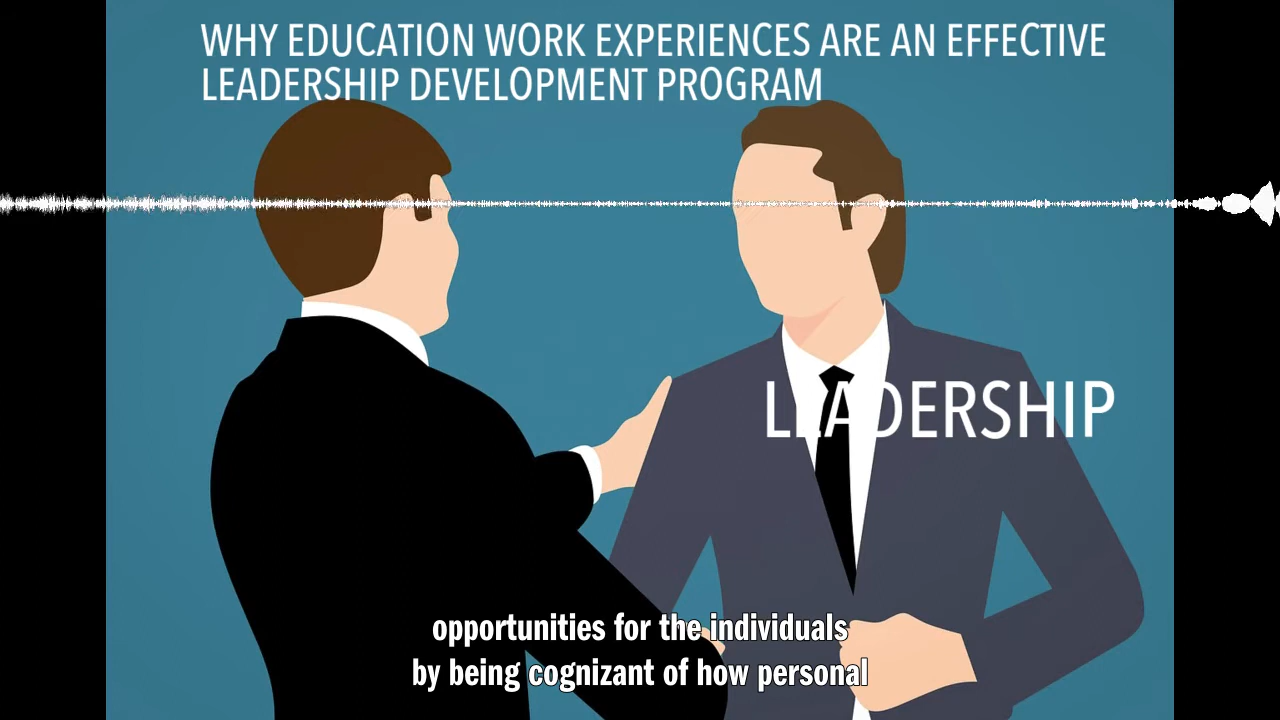 WHY EDUCATION WORK EXPERIENCES ARE AN EFFECTIVE
LEADERSHIP DEVELOPMENT PROGRAM
LEADERSHIP
opportunities for the individuals
by being cognizant of how personal